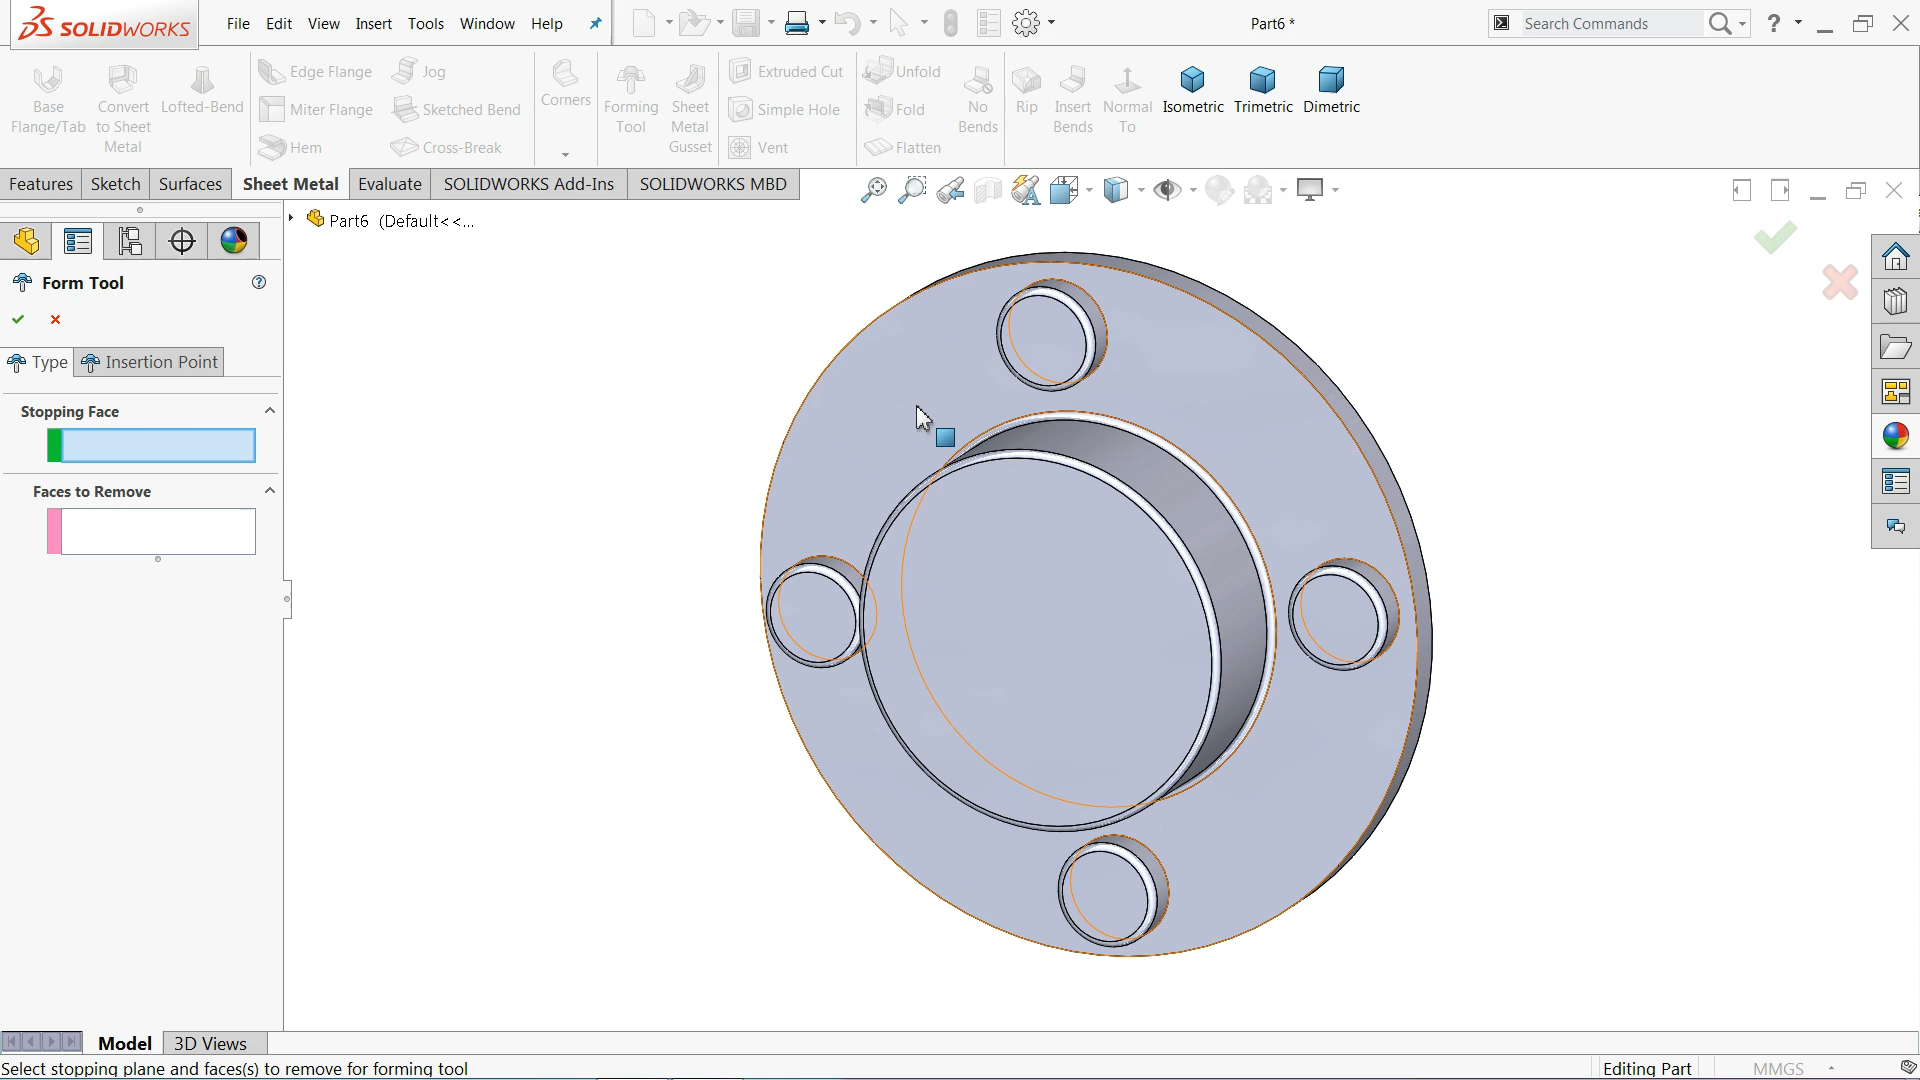 SOLIDWORKS
File Edit View Insert Tools Window Help
Part6 *
Search Commands
?
Base Flange/Tab
Convert to Sheet Metal
Lofted-Bend
Edge Flange
Miter Flange
Hem
Jog
Sketched Bend
Cross-Break
Corners
Forming Tool
Sheet Metal Gusset
Extruded Cut
Simple Hole
Vent
Unfold
Fold
Flatten
No Bends
Rip
Insert Bends
Normal To
Isometric
Trimetric
Dimetric
Features Sketch Surfaces Sheet Metal Evaluate SOLIDWORKS Add-Ins SOLIDWORKS MBD
Part6 (Default<<...
Form Tool
Type Insertion Point
Stopping Face
Faces to Remove
Model 3D Views
Select stopping plane and faces(s) to remove for forming tool
Editing Part
MMGS